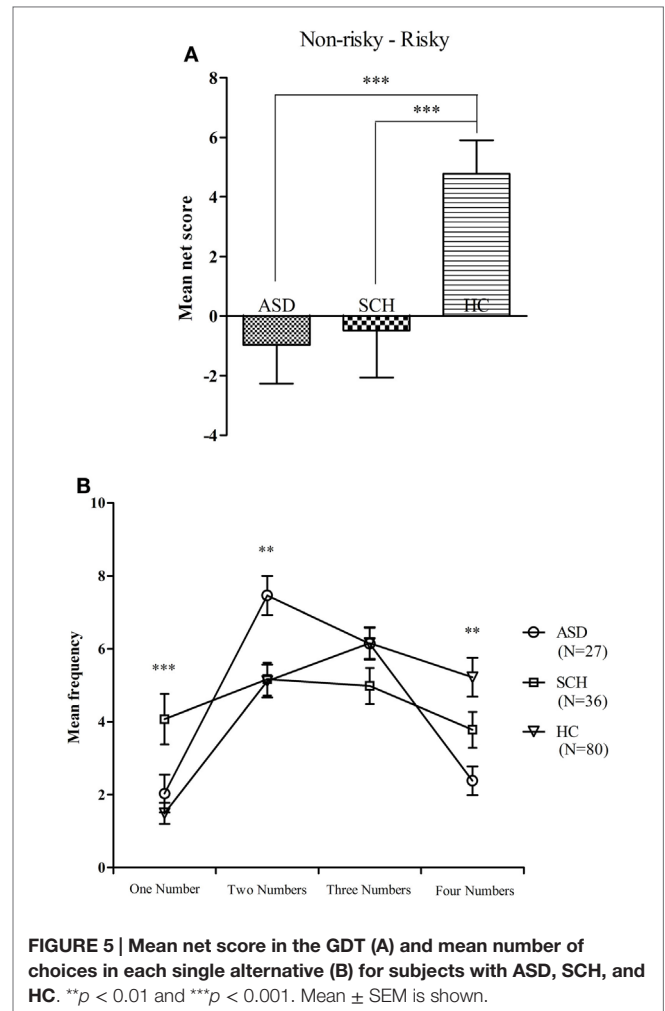 Non-risky - Risky
A
***
***
8
6
4
2
0
-2
-4
Mean net score
ASD SCH HC
B
10
8
6
4
2
0
Mean frequency
***
**
**
One Number Two Numbers Three Numbers Four Numbers
ASD
(N=27)
SCH
(N=36)
HC
(N=80)
FIGURE 5 | Mean net score in the GDT (A) and mean number of
choices in each single alternative (B) for subjects with ASD, SCH, and
HC. **p < 0.01 and ***p < 0.001. Mean ± SEM is shown.